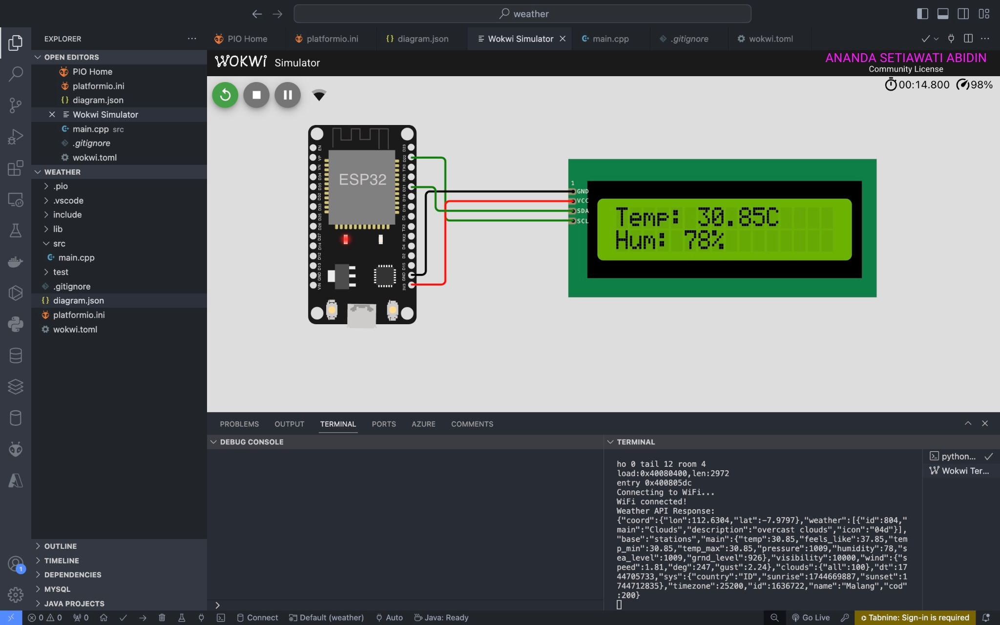 weather
EXPLORER
PIO Home
platformio.ini
diagram.json
Wokwi Simulator
main.cpp
.gitignore
wokwi.toml
OPEN EDITORS
PIO Home
platformio.ini
diagram.json
Wokwi Simulator
main.cpp src
.gitignore
wokwi.toml
WEATHER
.pio
.vscode
include
lib
src
main.cpp
test
.gitignore
diagram.json
platformio.ini
wokwi.toml
OUTLINE
TIMELINE
DEPENDENCIES
MYSQL
JAVA PROJECTS
1
WOKWi Simulator
ANANDA SETIAWATI ABIDIN
Community License
00:14.800 98%
ESP32
EN
VP
VN
D34
D35
D32
D33
D25
D26
D27
D14
D12
D13
GND
VIN
D23
D22
TX0
RX0
D21
D19
D18
D5
TX2
RX2
D4
D2
D15
GND
3V3
1
GND
VCC
SDA
SCL
Temp: 30.85C
Hum: 78%
PROBLEMS OUTPUT TERMINAL PORTS AZURE COMMENTS
DEBUG CONSOLE
TERMINAL
ho 0 tail 12 room 4
load:0x40080400,len:2972
entry 0x400805dc
Connecting to WiFi...
WiFi connected!
Weather API Response:
{"coord":{"lon":112.6304,"lat":-7.9797},"weather":[{"id":804,"
main":"Clouds","description":"overcast clouds","icon":"04d"}],
"base":"stations","main":{"temp":30.85,"feels_like":37.85,"tem
p_min":30.85,"temp_max":30.85,"pressure":1009,"humidity":78,"s
ea_level":1009,"grnd_level":926},"visibility":10000,"wind":{"s
peed":1.81,"deg":247,"gust":2.24},"clouds":{"all":100},"dt":17
44705733,"sys":{"country":"ID","sunrise":1744669887,"sunset":1
744712835},"timezone":25200,"id":1636722,"name":"Malang","cod"
:200}
python...
Wokwi Ter...
0 0 0 Connect Default (weather) Auto Java: Ready Go Live Tabnine: Sign-in is required